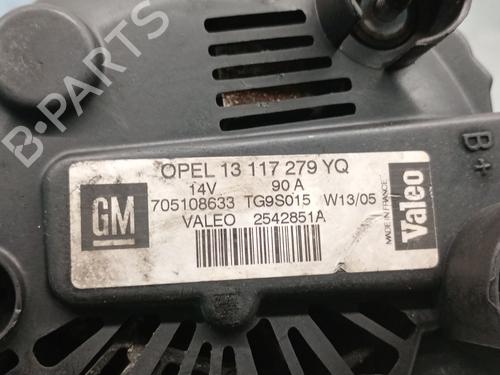 B-PARTS
OPEL 13 117 279 YQ
14V 90 A
705108633 TG9S015 W13/05
VALEO 2542851A
GM
Valeo
MADE IN FRANCE
B+